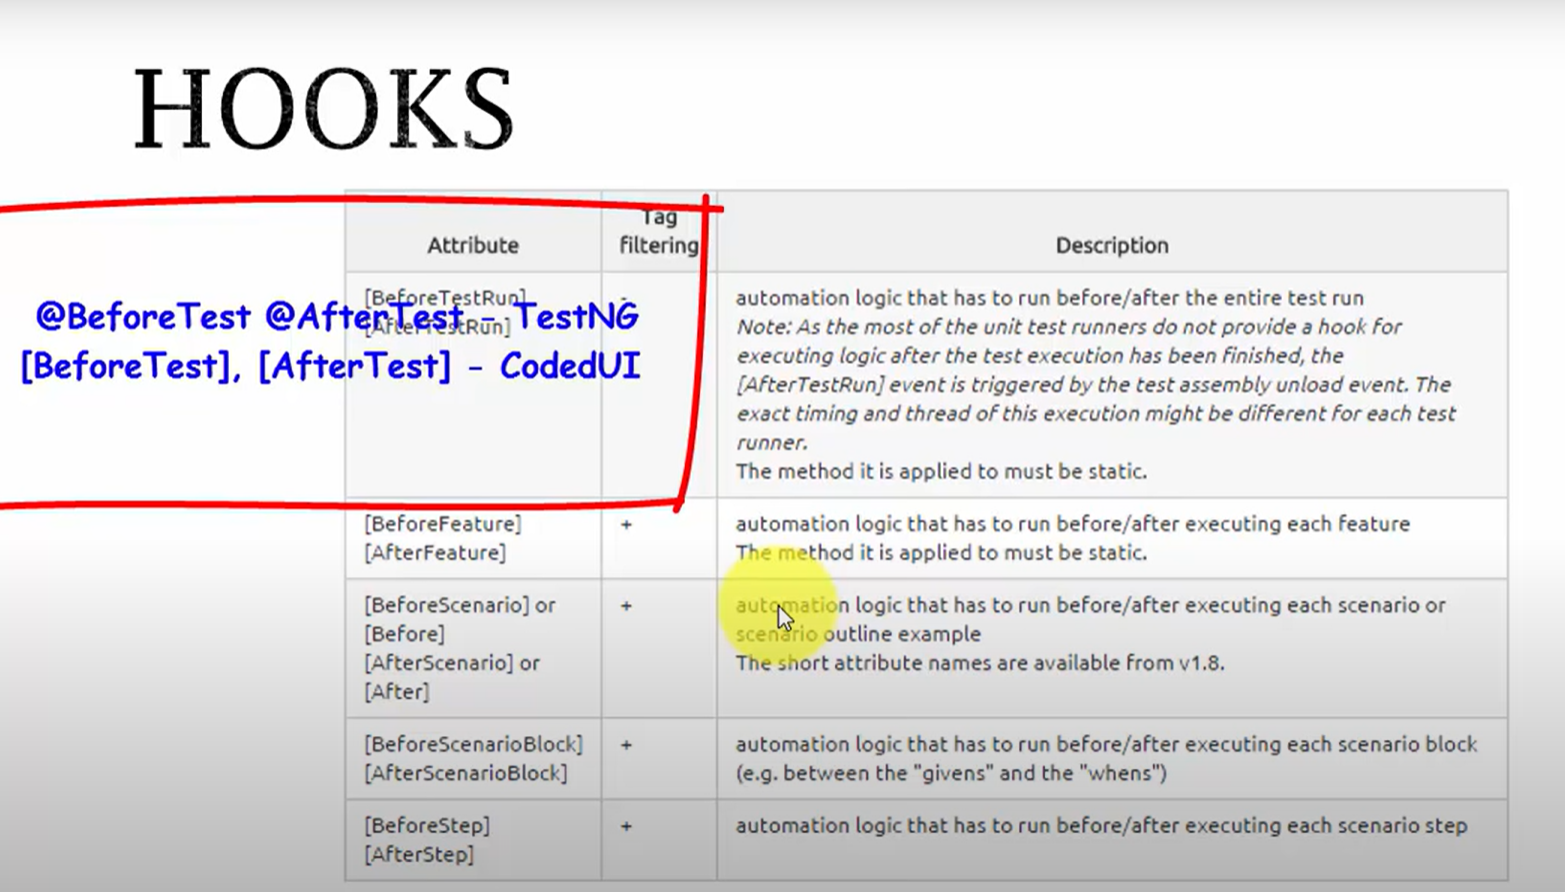 HOOKS
Attribute
Tag
filtering
Description
@BeforeTest @AfterTest - TestNG
[BeforeTest], [AfterTest] - CodedUI
[BeforeTestRun]
[AfterTestRun]
-
automation logic that has to run before/after the entire test run
Note: As the most of the unit test runners do not provide a hook for
executing logic after the test execution has been finished, the
[AfterTestRun] event is triggered by the test assembly unload event. The
exact timing and thread of this execution might be different for each test
runner.
The method it is applied to must be static.
[BeforeFeature]
[AfterFeature]
+
automation logic that has to run before/after executing each feature
The method it is applied to must be static.
[BeforeScenario] or
[Before]
[AfterScenario] or
[After]
+
automation logic that has to run before/after executing each scenario or
scenario outline example
The short attribute names are available from v1.8.
[BeforeScenarioBlock]
[AfterScenarioBlock]
+
automation logic that has to run before/after executing each scenario block
(e.g. between the "givens" and the "whens")
[BeforeStep]
[AfterStep]
+
automation logic that has to run before/after executing each scenario step